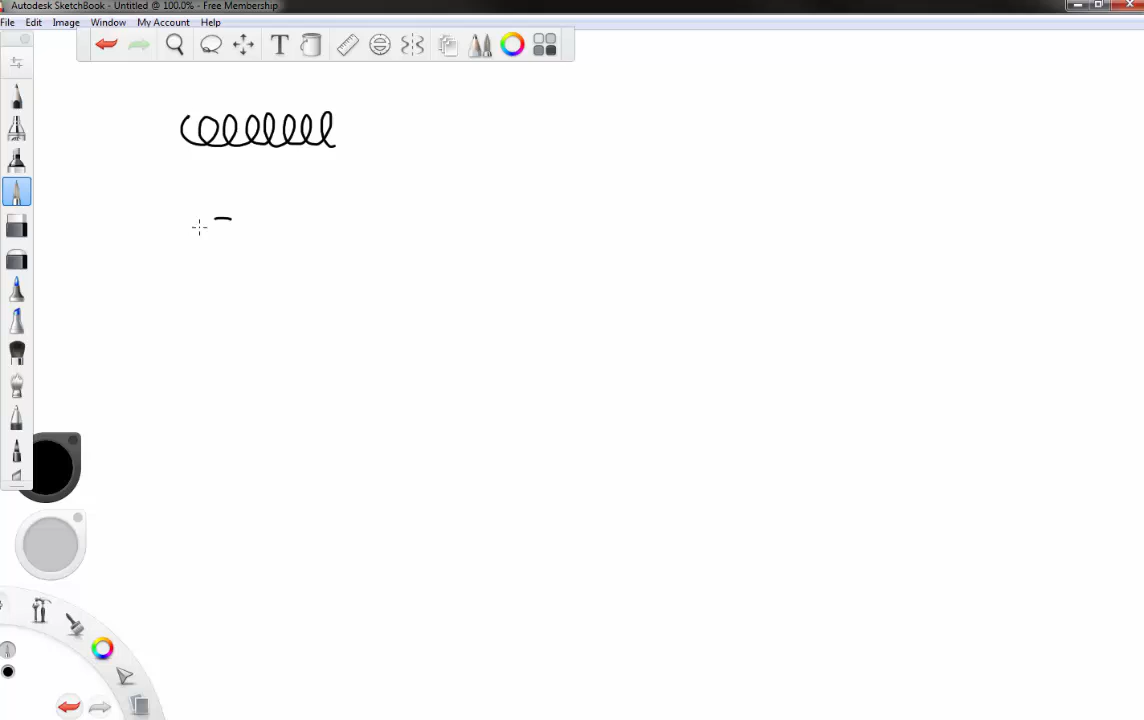 Autodesk SketchBook - Untitled @ 100.0% - Free Membership
File Edit Image Window My Account Help
T